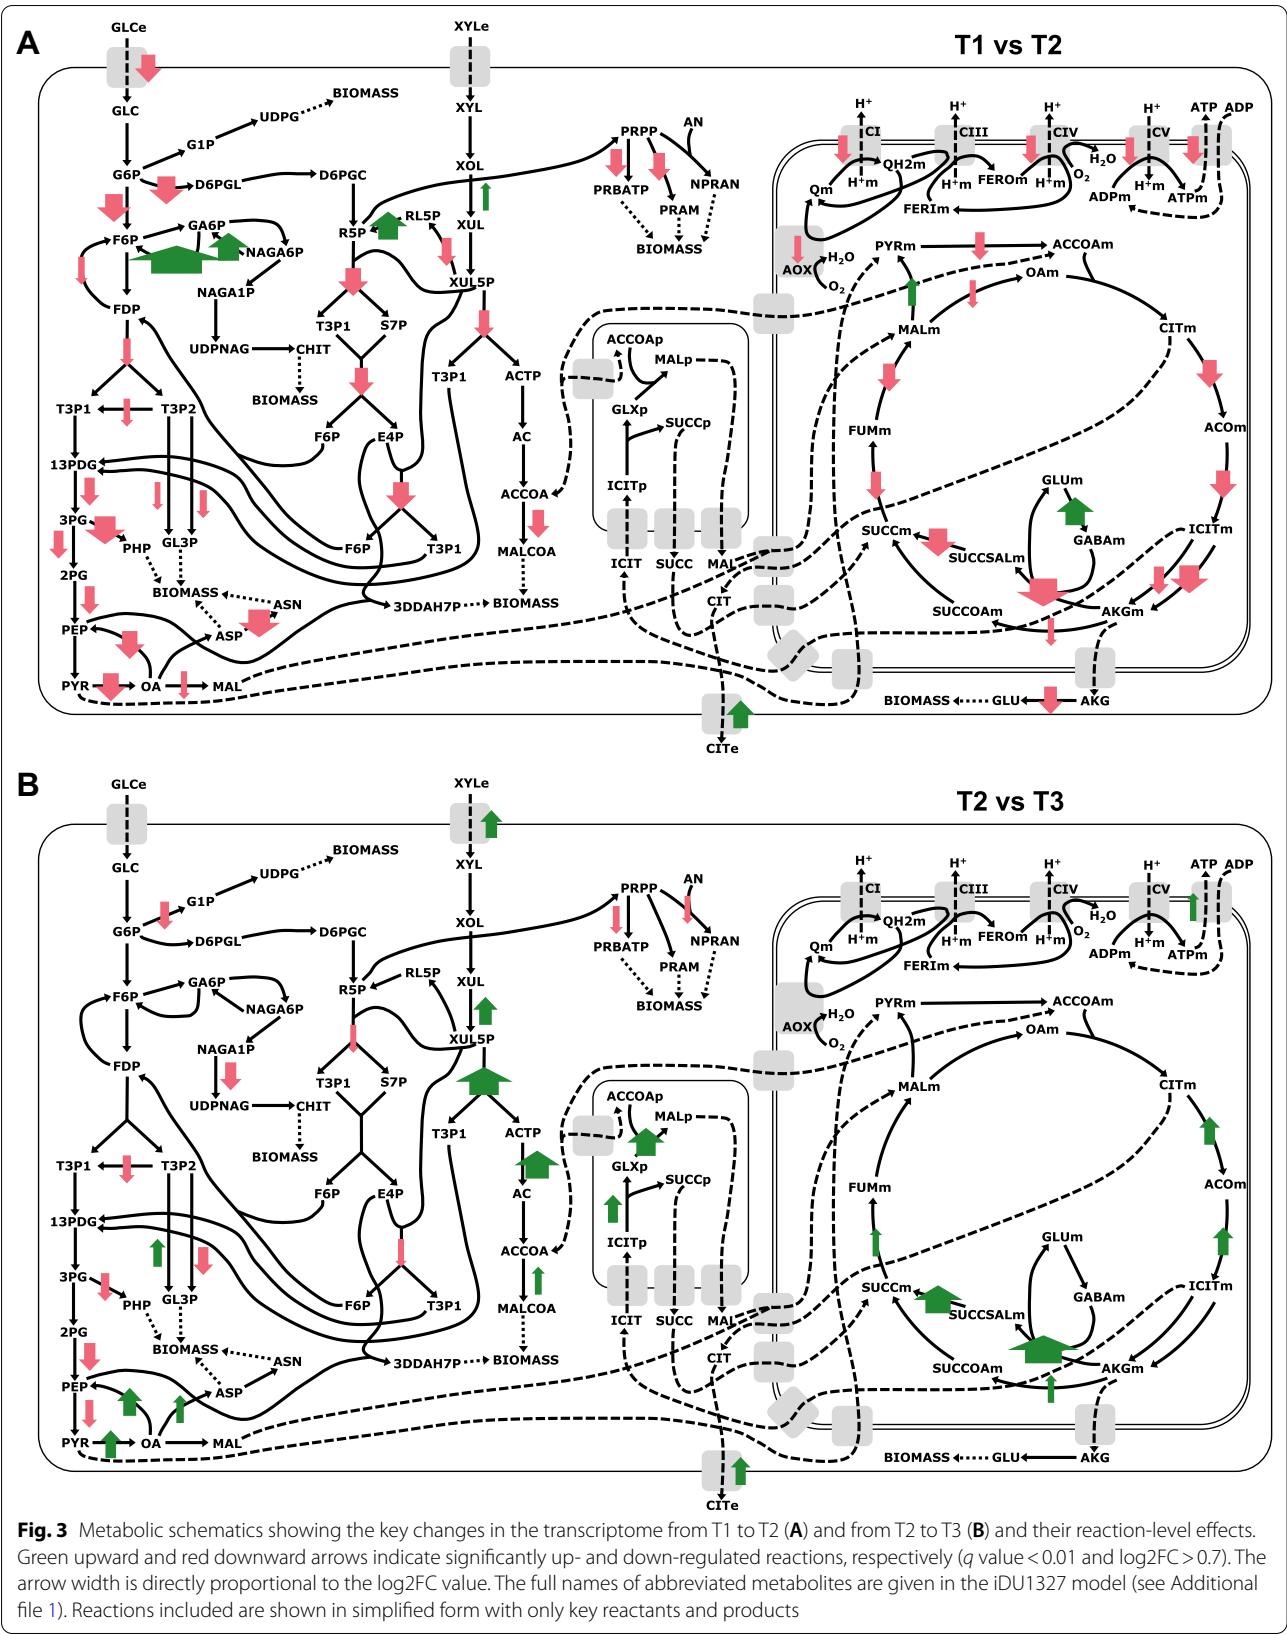 A
T1 vs T2
GLCe
XYLe
GLC
UDPG
BIOMASS
XYL
G1P
G6P
D6PGL
D6PGC
XOL
PRPP
AN
PRBATP
NPRAN
PRAM
BIOMASS
F6P
GA6P
NAGA6P
R5P
RL5P
XUL
NAGA1P
XUL5P
FDP
T3P1
S7P
UDPNAG
CHIT
BIOMASS
T3P1
ACTP
T3P1
T3P2
F6P
E4P
AC
13PDG
ACCOA
3PG
PHP
GL3P
F6P
T3P1
MALCOA
2PG
BIOMASS
ASN
3DDAH7P
BIOMASS
PEP
ASP
PYR
OA
MAL
ACCOAp
MALp
GLXp
SUCCp
ICITp
ICIT
SUCC
MAL
CIT
CITe
H⁺
H⁺
H⁺
H⁺
ATP
ADP
CI
CIII
CIV
CV
QH2m
Qm
H⁺m
H⁺m
FEROm
H⁺m
H₂O
O₂
H⁺m
ADPm
ATPm
FERIm
AOX
H₂O
O₂
PYRm
ACCOAm
OAm
MALm
CITm
FUMm
ACOm
GLUm
SUCCm
SUCCSALm
GABAm
ICITm
SUCCOAm
AKGm
BIOMASS
GLU
AKG
B
T2 vs T3
GLCe
XYLe
GLC
UDPG
BIOMASS
XYL
G1P
G6P
D6PGL
D6PGC
XOL
PRPP
AN
PRBATP
NPRAN
PRAM
BIOMASS
F6P
GA6P
NAGA6P
R5P
RL5P
XUL
NAGA1P
XUL5P
FDP
T3P1
S7P
UDPNAG
CHIT
BIOMASS
T3P1
ACTP
T3P1
T3P2
F6P
E4P
AC
13PDG
ACCOA
3PG
PHP
GL3P
F6P
T3P1
MALCOA
2PG
BIOMASS
ASN
3DDAH7P
BIOMASS
PEP
ASP
PYR
OA
MAL
ACCOAp
MALp
GLXp
SUCCp
ICITp
ICIT
SUCC
MAL
CIT
CITe
H⁺
H⁺
H⁺
H⁺
ATP
ADP
CI
CIII
CIV
CV
QH2m
Qm
H⁺m
H⁺m
FEROm
H⁺m
H₂O
O₂
H⁺m
ADPm
ATPm
FERIm
AOX
H₂O
O₂
PYRm
ACCOAm
OAm
MALm
CITm
FUMm
ACOm
GLUm
SUCCm
SUCCSALm
GABAm
ICITm
SUCCOAm
AKGm
BIOMASS
GLU
AKG
Fig. 3 Metabolic schematics showing the key changes in the transcriptome from T1 to T2 (A) and from T2 to T3 (B) and their reaction-level effects.
Green upward and red downward arrows indicate significantly up- and down-regulated reactions, respectively (q value < 0.01 and log2FC > 0.7). The
arrow width is directly proportional to the log2FC value. The full names of abbreviated metabolites are given in the iDU1327 model (see Additional
file 1). Reactions included are shown in simplified form with only key reactants and products